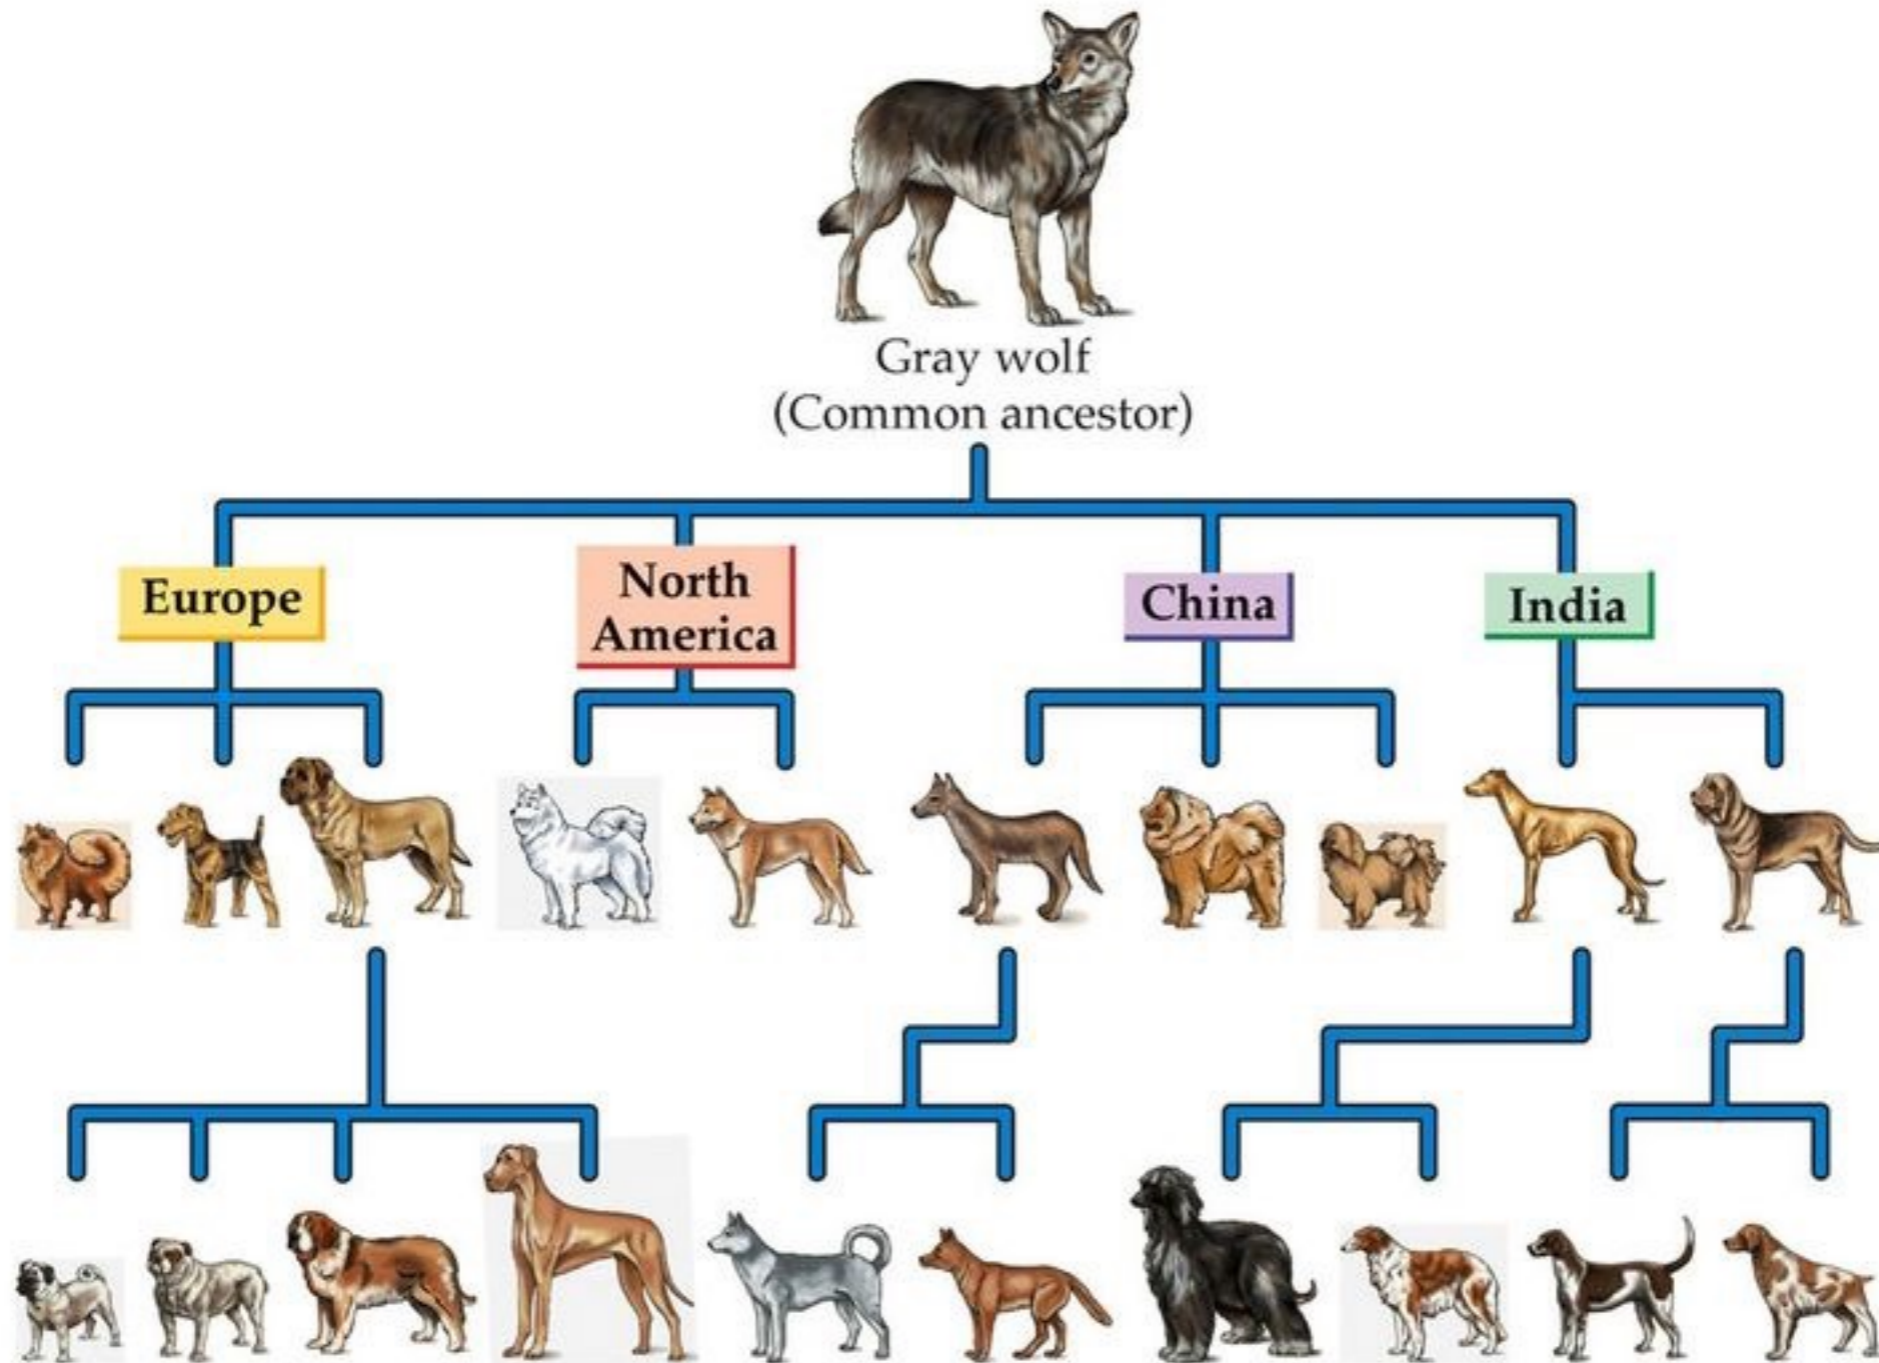 Gray wolf
(Common ancestor)
Europe
North
America
China
India